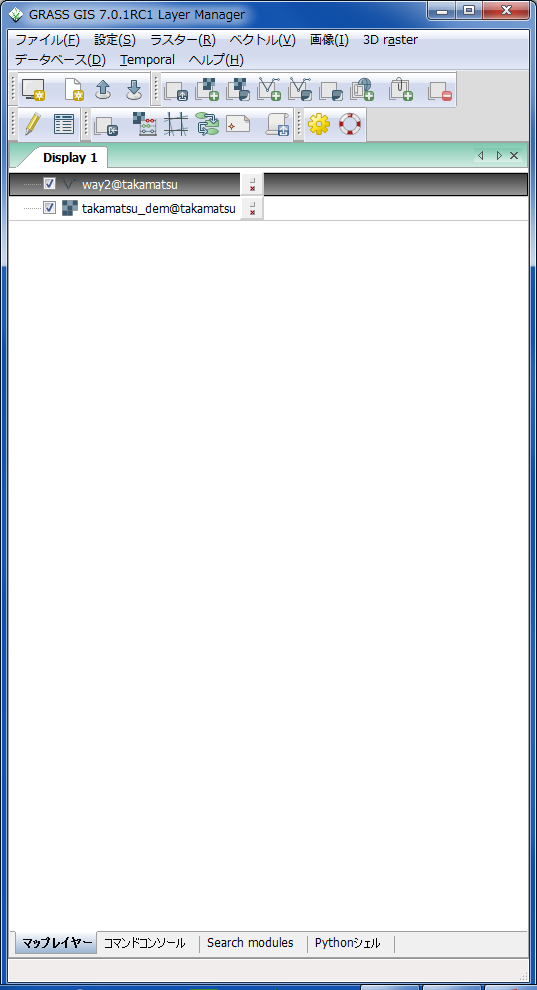 GRASS GIS 7.0.1RC1 Layer Manager
ファイル(F) 設定(S) ラスター(R) ベクトル(V) 画像(I) 3D raster
データベース(D) Temporal ヘルプ(H)
Display 1
way2@takamatsu
takamatsu_dem@takamatsu
マップレイヤー コマンドコンソール Search modules Pythonシェル